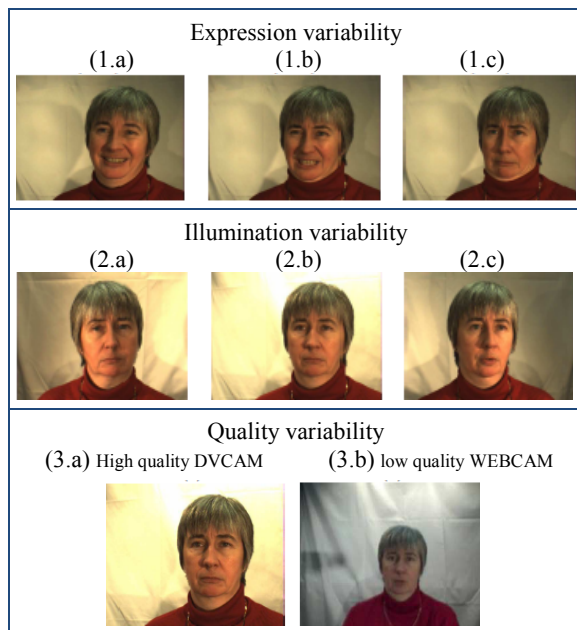 Expression variability
(1.a) (1.b) (1.c)
Illumination variability
(2.a) (2.b) (2.c)
Quality variability
(3.a) High quality DVCAM (3.b) low quality WEBCAM